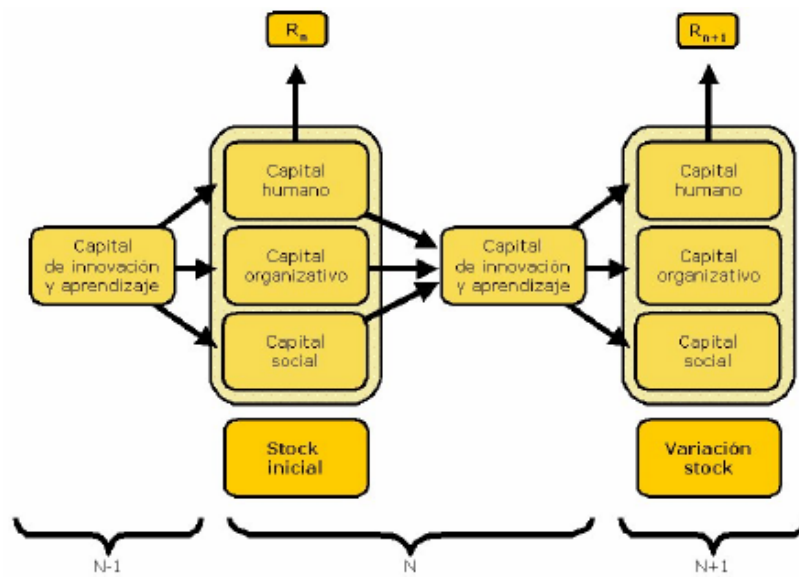 Rn
Rn+1
Capital
humano
Capital
humano
Capital
de innovación
y aprendizaje
Capital
organizativo
Capital
de innovación
y aprendizaje
Capital
organizativo
Capital
social
Capital
social
Stock
inicial
Variación
stock
N-1
N
N+1